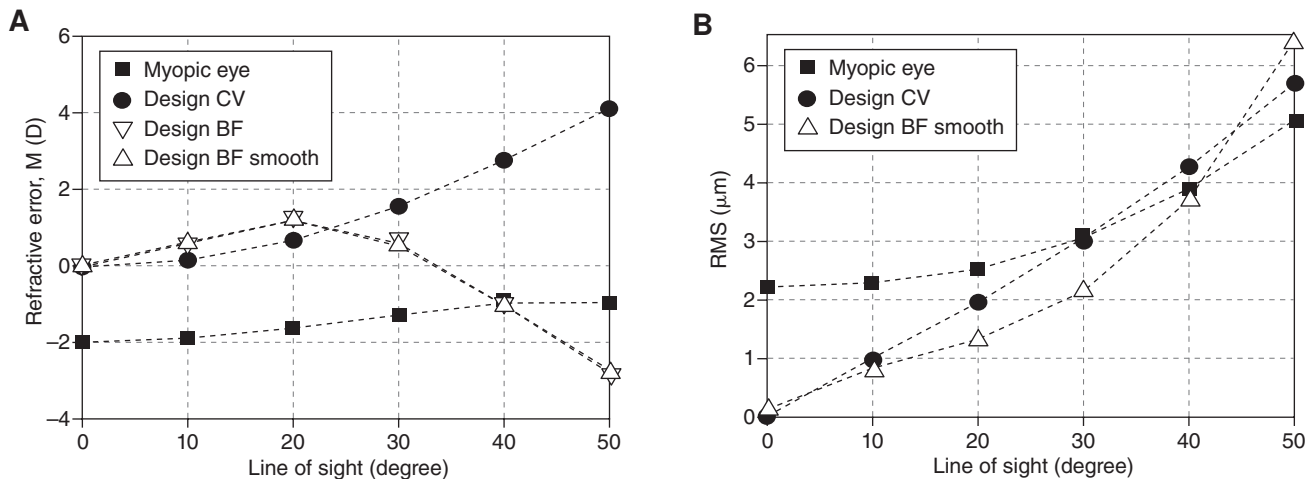 A
6
4
2
0
−2
−4
Refractive error, M (D)
Myopic eye
Design CV
Design BF
Design BF smooth
0 10 20 30 40 50
Line of sight (degree)
B
6
5
4
3
2
1
0
RMS (μm)
Myopic eye
Design CV
Design BF smooth
0 10 20 30 40 50
Line of sight (degree)